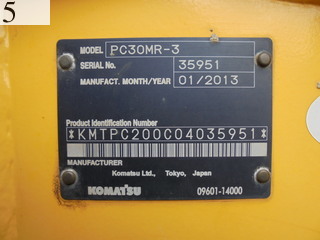 5
MODEL PC30MR-3
SERIAL NO. 35951
MANUFACT. MONTH/YEAR 01/2013
Product Identification Number
*KMTPC200C04035951*
MANUFACTURER
Komatsu Ltd., Tokyo, Japan
KOMATSU 09601-14000